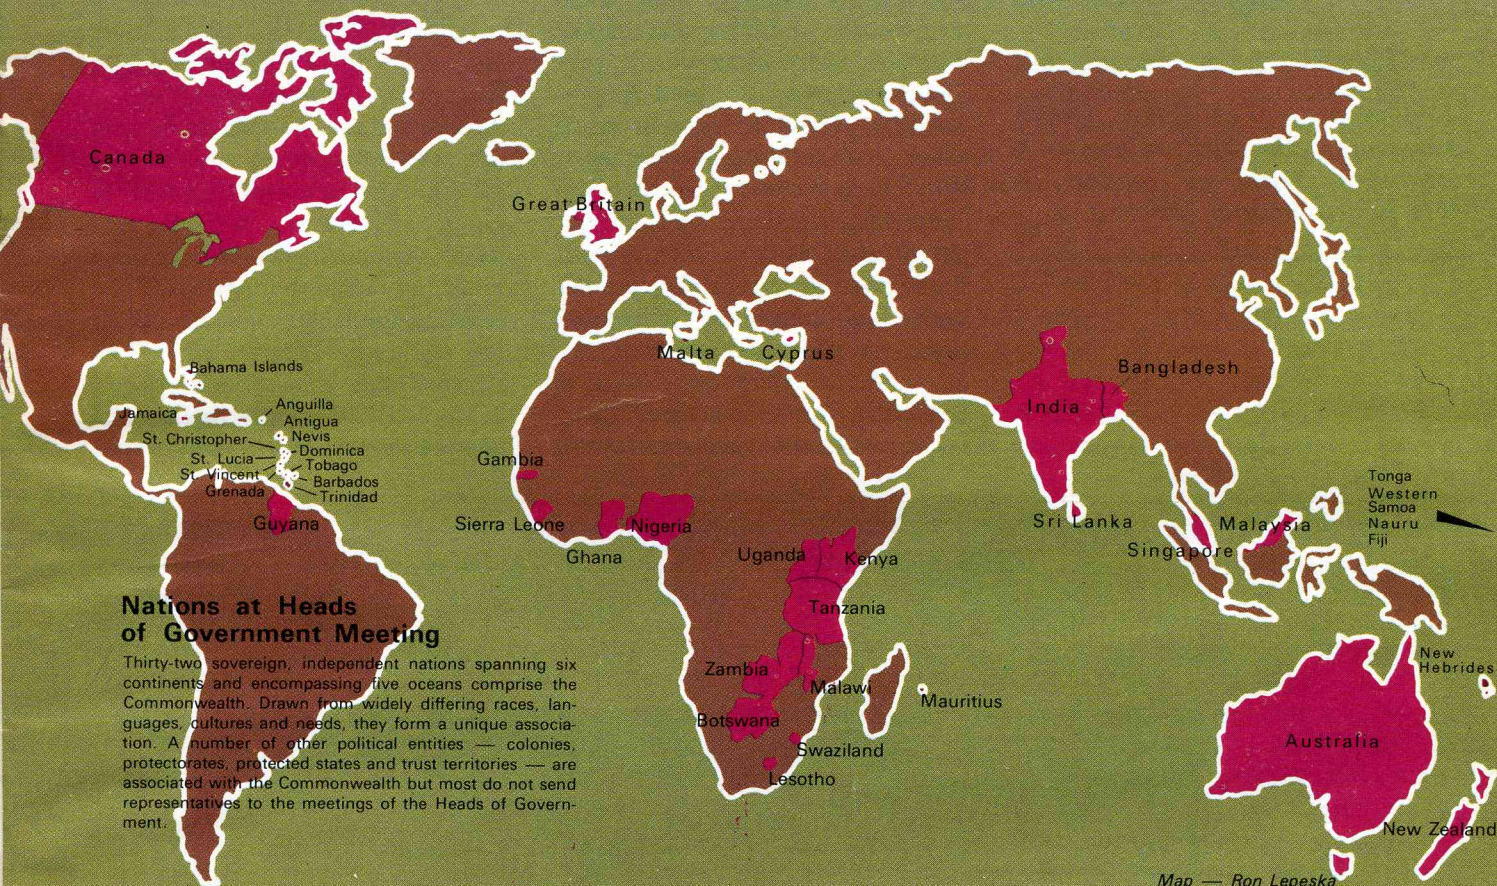 Canada
Great Britain
Malta
Cyprus
Bahama Islands
Jamaica
Anguilla
Antigua
Nevis
St. Christopher
Dominica
St. Lucia
Tobago
St. Vincent
Barbados
Grenada
Trinidad
Guyana
Gambia
Sierra Leone
Ghana
Nigeria
Uganda
Kenya
Tanzania
Zambia
Malawi
Mauritius
Botswana
Swaziland
Lesotho
Bangladesh
India
Sri Lanka
Malaysia
Singapore
Tonga
Western
Samoa
Nauru
Fiji
New
Hebrides
Australia
New Zealand
Nations at Heads
of Government Meeting
Thirty-two sovereign, independent nations spanning six
continents and encompassing five oceans comprise the
Commonwealth. Drawn from widely differing races, lan-
guages, cultures and needs, they form a unique associa-
tion. A number of other political entities — colonies,
protectorates, protected states and trust territories — are
associated with the Commonwealth but most do not send
representatives to the meetings of the Heads of Govern-
ment.
Map — Ron Lepeska